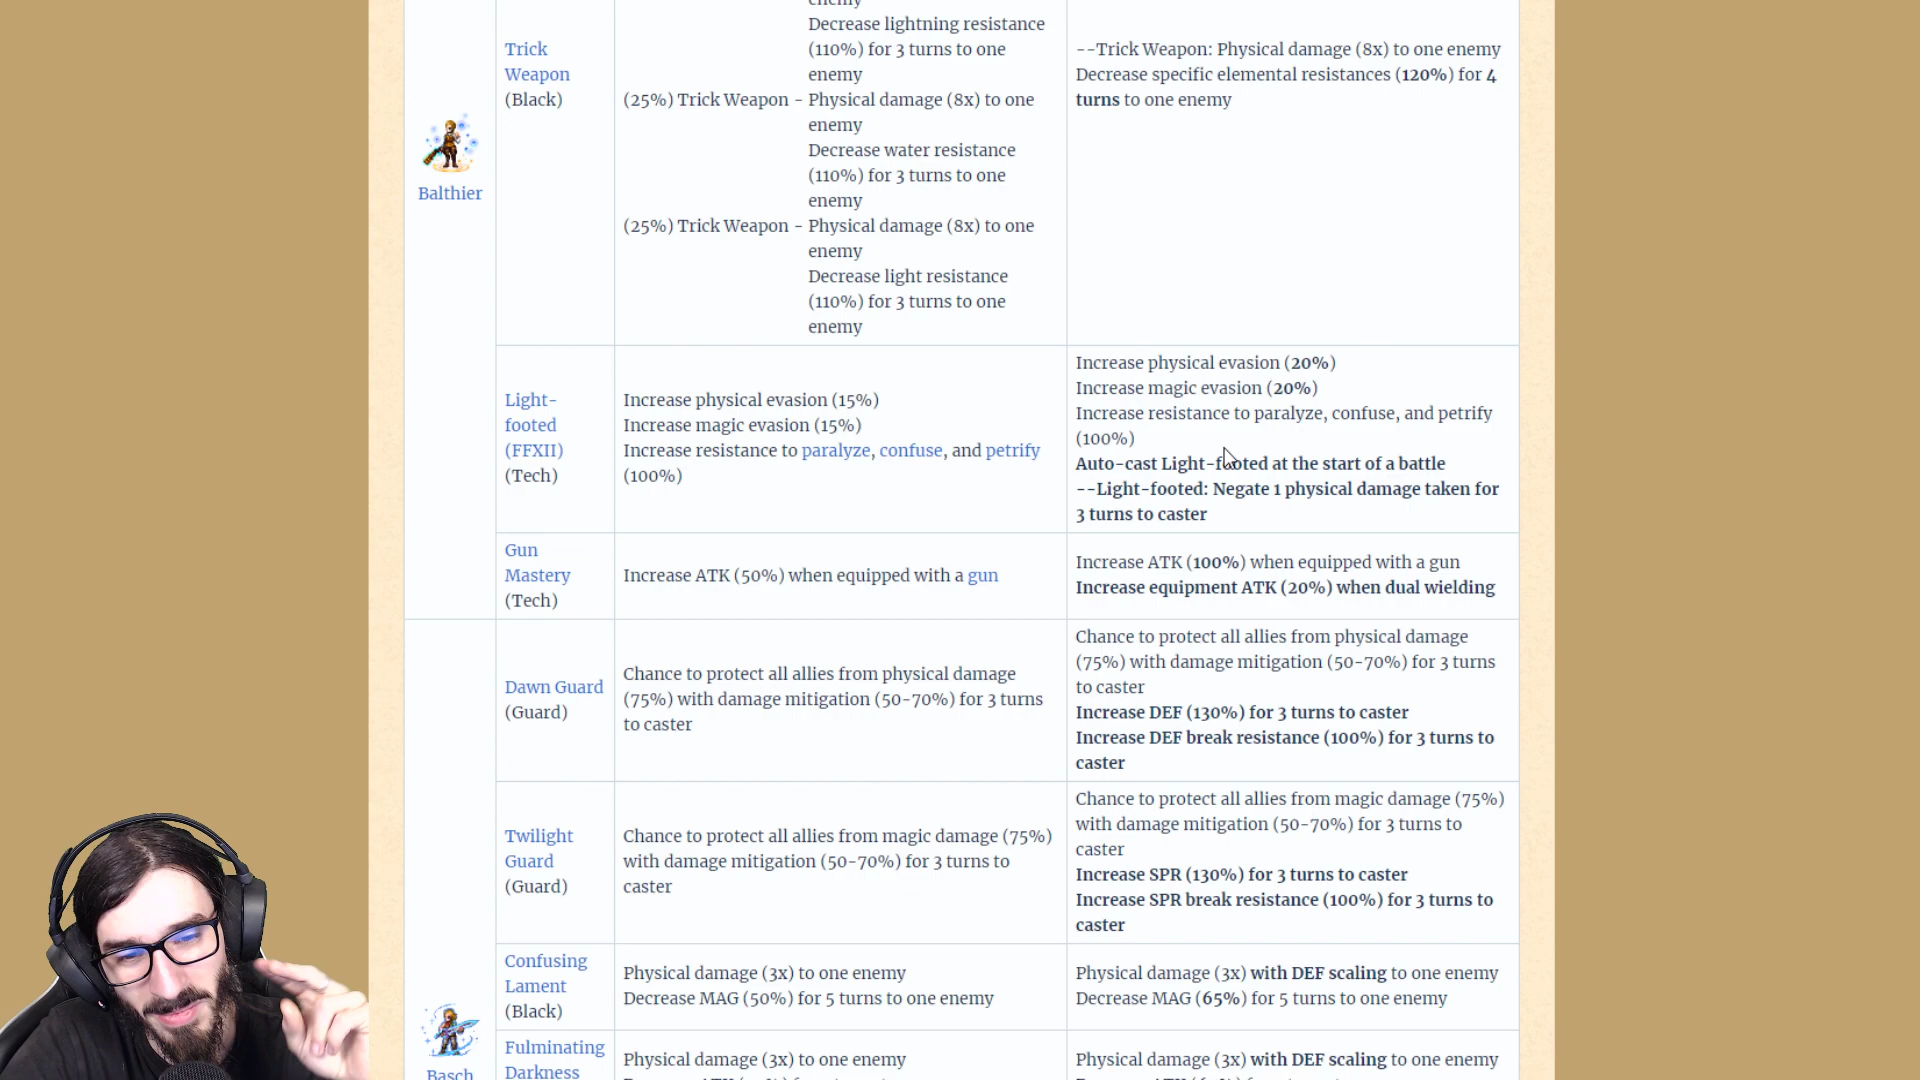 enemy
Decrease lightning resistance
(110%) for 3 turns to one
enemy
Trick
Weapon
(Black)
(25%) Trick Weapon - Physical damage (8x) to one
enemy
Decrease water resistance
(110%) for 3 turns to one
enemy
(25%) Trick Weapon - Physical damage (8x) to one
enemy
Decrease light resistance
(110%) for 3 turns to one
enemy
--Trick Weapon: Physical damage (8x) to one enemy
Decrease specific elemental resistances (120%) for 4
turns to one enemy
Balthier
Light-
footed
(FFXII)
(Tech)
Increase physical evasion (15%)
Increase magic evasion (15%)
Increase resistance to paralyze, confuse, and petrify
(100%)
Increase physical evasion (20%)
Increase magic evasion (20%)
Increase resistance to paralyze, confuse, and petrify
(100%)
Auto-cast Light-footed at the start of a battle
--Light-footed: Negate 1 physical damage taken for
3 turns to caster
Gun
Mastery
(Tech)
Increase ATK (50%) when equipped with a gun
Increase ATK (100%) when equipped with a gun
Increase equipment ATK (20%) when dual wielding
Dawn Guard
(Guard)
Chance to protect all allies from physical damage
(75%) with damage mitigation (50-70%) for 3 turns
to caster
Chance to protect all allies from physical damage
(75%) with damage mitigation (50-70%) for 3 turns
to caster
Increase DEF (130%) for 3 turns to caster
Increase DEF break resistance (100%) for 3 turns to
caster
Twilight
Guard
(Guard)
Chance to protect all allies from magic damage (75%)
with damage mitigation (50-70%) for 3 turns to
caster
Chance to protect all allies from magic damage (75%)
with damage mitigation (50-70%) for 3 turns to
caster
Increase SPR (130%) for 3 turns to caster
Increase SPR break resistance (100%) for 3 turns to
caster
Confusing
Lament
(Black)
Physical damage (3x) to one enemy
Decrease MAG (50%) for 5 turns to one enemy
Physical damage (3x) with DEF scaling to one enemy
Decrease MAG (65%) for 5 turns to one enemy
Basch
Fulminating
Darkness
Physical damage (3x) to one enemy
Physical damage (3x) with DEF scaling to one enemy